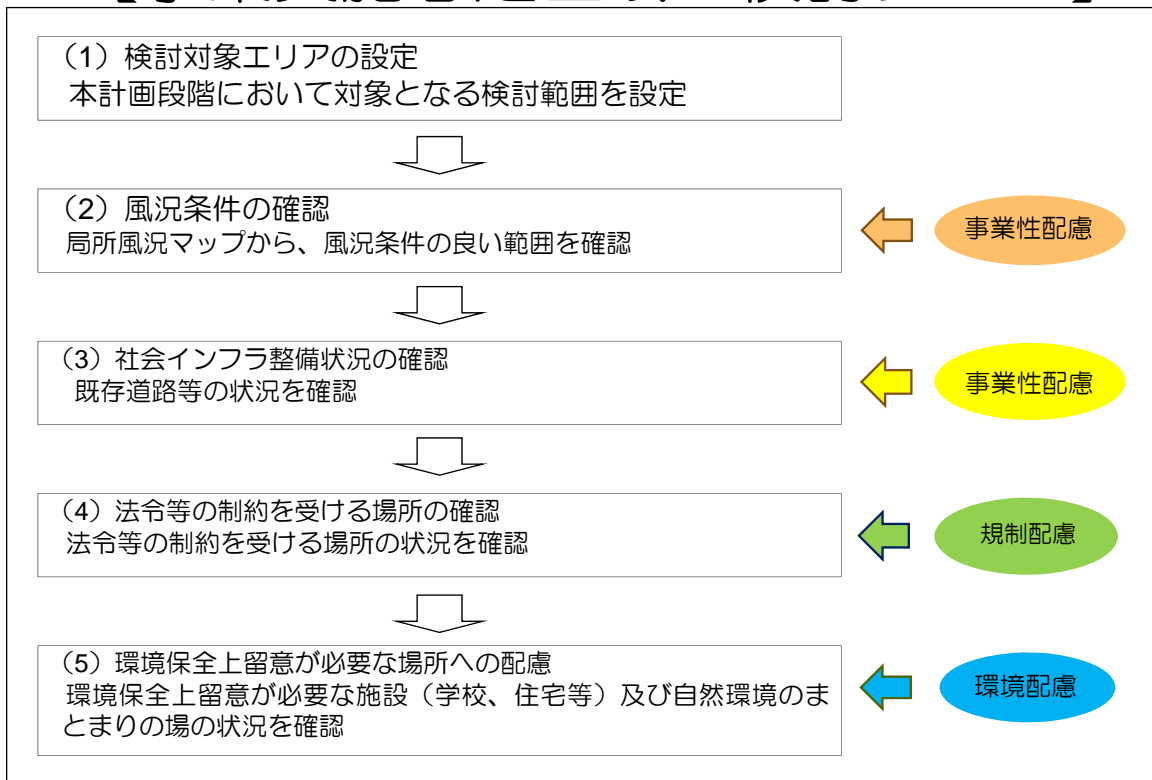 （1）検討対象エリアの設定
本計画段階において対象となる検討範囲を設定
（2）風況条件の確認
局所風況マップから、風況条件の良い範囲を確認
事業性配慮
（3）社会インフラ整備状況の確認
既存道路等の状況を確認
事業性配慮
（4）法令等の制約を受ける場所の確認
法令等の制約を受ける場所の状況を確認
規制配慮
（5）環境保全上留意が必要な場所への配慮
環境保全上留意が必要な施設（学校、住宅等）及び自然環境のま
とまりの場の状況を確認
環境配慮